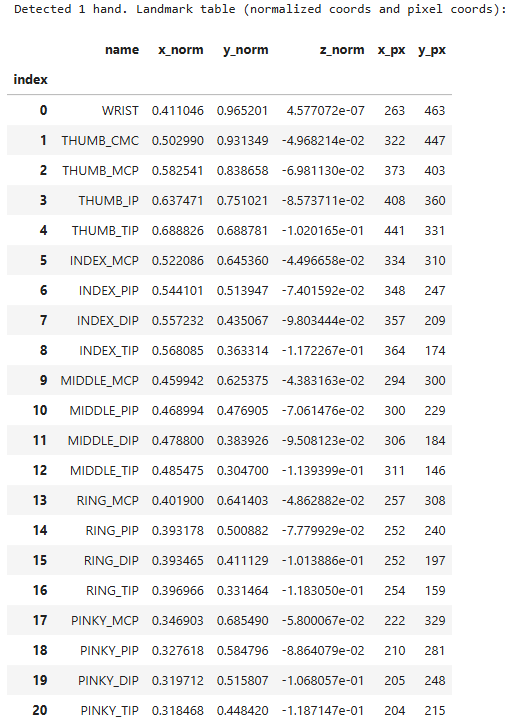 Detected 1 hand. Landmark table (normalized coords and pixel coords):
name x_norm y_norm z_norm x_px y_px
index
0 WRIST 0.411046 0.965201 4.577072e-07 263 463
1 THUMB_CMC 0.502990 0.931349 -4.968214e-02 322 447
2 THUMB_MCP 0.582541 0.838658 -6.981130e-02 373 403
3 THUMB_IP 0.637471 0.751021 -8.573711e-02 408 360
4 THUMB_TIP 0.688826 0.688781 -1.020165e-01 441 331
5 INDEX_MCP 0.522086 0.645360 -4.496658e-02 334 310
6 INDEX_PIP 0.544101 0.513947 -7.401592e-02 348 247
7 INDEX_DIP 0.557232 0.435067 -9.803444e-02 357 209
8 INDEX_TIP 0.568085 0.363314 -1.172267e-01 364 174
9 MIDDLE_MCP 0.459942 0.625375 -4.383163e-02 294 300
10 MIDDLE_PIP 0.468994 0.476905 -7.061476e-02 300 229
11 MIDDLE_DIP 0.478800 0.383926 -9.508123e-02 306 184
12 MIDDLE_TIP 0.485475 0.304700 -1.139399e-01 311 146
13 RING_MCP 0.401900 0.641403 -4.862882e-02 257 308
14 RING_PIP 0.393178 0.500882 -7.779929e-02 252 240
15 RING_DIP 0.393465 0.411129 -1.013886e-01 252 197
16 RING_TIP 0.396966 0.331464 -1.183050e-01 254 159
17 PINKY_MCP 0.346903 0.685490 -5.800067e-02 222 329
18 PINKY_PIP 0.327618 0.584796 -8.864079e-02 210 281
19 PINKY_DIP 0.319712 0.515807 -1.068057e-01 205 248
20 PINKY_TIP 0.318468 0.448420 -1.187147e-01 204 215